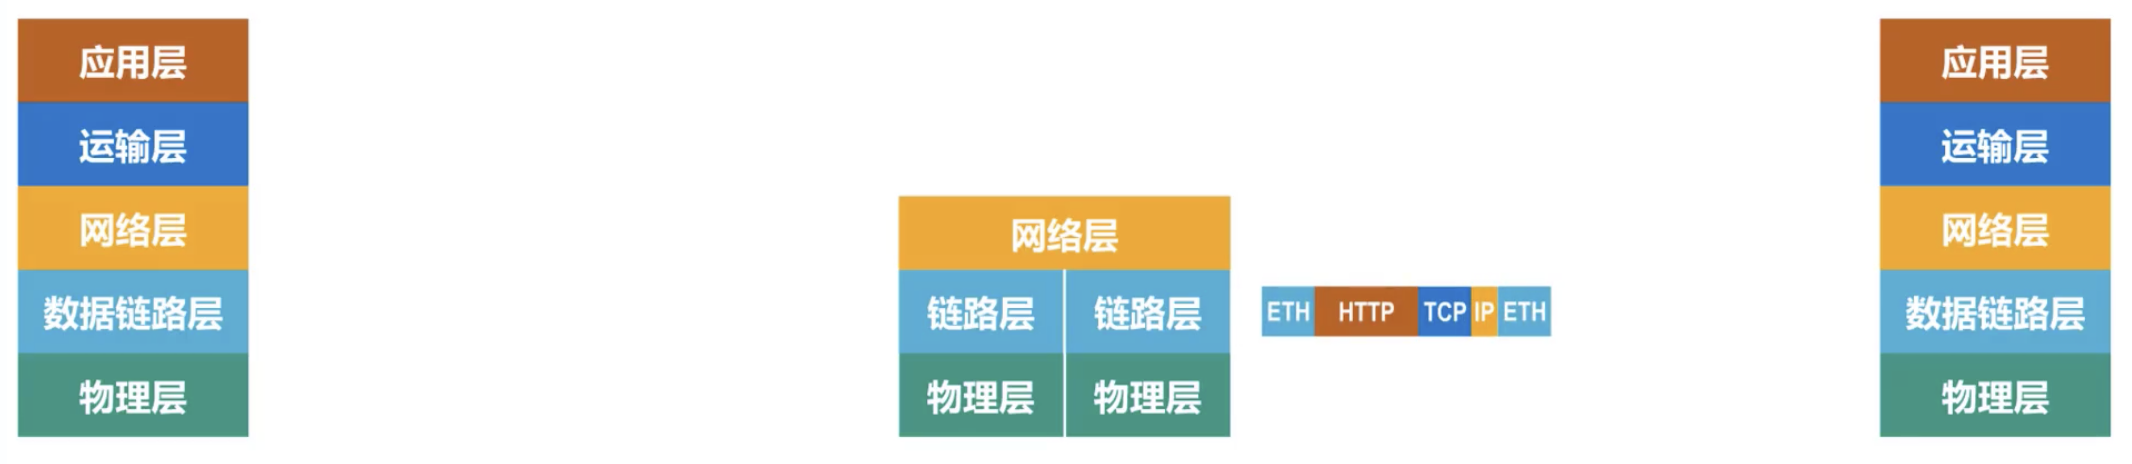 应用层
运输层
网络层
数据链路层
物理层
网络层
链路层 链路层
物理层 物理层
ETH HTTP TCP IP ETH
应用层
运输层
网络层
数据链路层
物理层